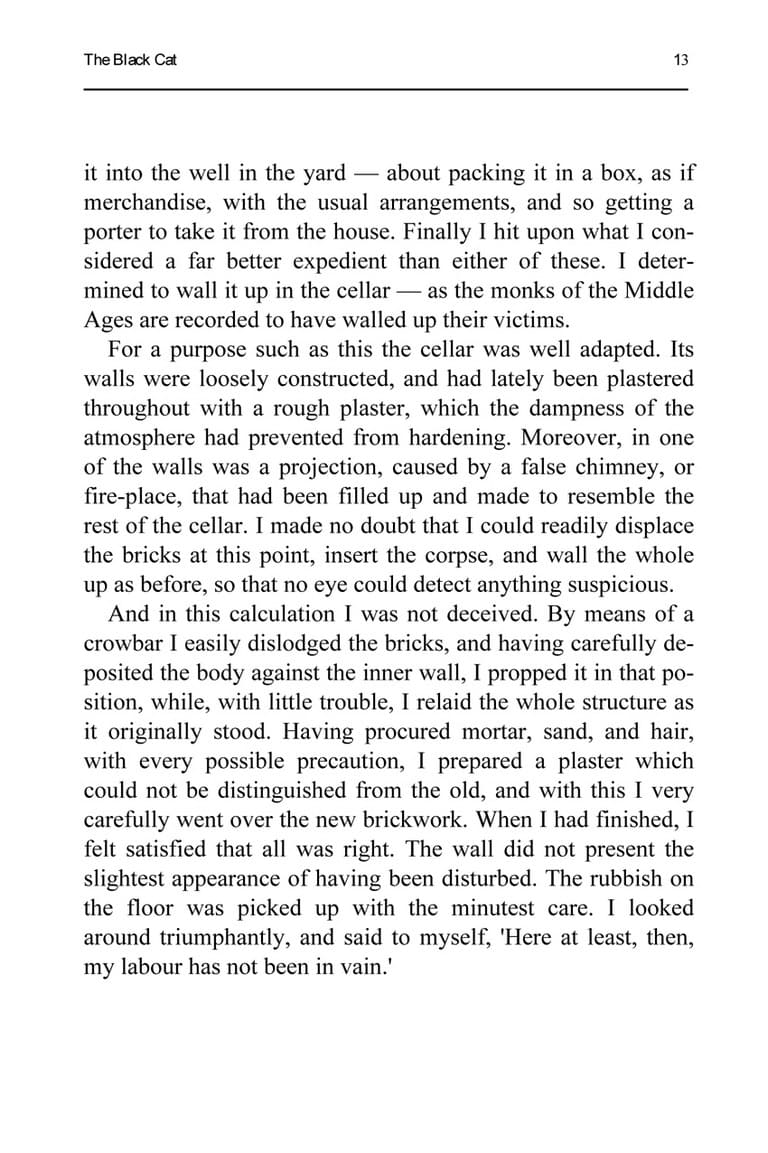 The Black Cat 13
it into the well in the yard — about packing it in a box, as if
merchandise, with the usual arrangements, and so getting a
porter to take it from the house. Finally I hit upon what I con-
sidered a far better expedient than either of these. I deter-
mined to wall it up in the cellar — as the monks of the Middle
Ages are recorded to have walled up their victims.
For a purpose such as this the cellar was well adapted. Its
walls were loosely constructed, and had lately been plastered
throughout with a rough plaster, which the dampness of the
atmosphere had prevented from hardening. Moreover, in one
of the walls was a projection, caused by a false chimney, or
fire-place, that had been filled up and made to resemble the
rest of the cellar. I made no doubt that I could readily displace
the bricks at this point, insert the corpse, and wall the whole
up as before, so that no eye could detect anything suspicious.
And in this calculation I was not deceived. By means of a
crowbar I easily dislodged the bricks, and having carefully de-
posited the body against the inner wall, I propped it in that po-
sition, while, with little trouble, I relaid the whole structure as
it originally stood. Having procured mortar, sand, and hair,
with every possible precaution, I prepared a plaster which
could not be distinguished from the old, and with this I very
carefully went over the new brickwork. When I had finished, I
felt satisfied that all was right. The wall did not present the
slightest appearance of having been disturbed. The rubbish on
the floor was picked up with the minutest care. I looked
around triumphantly, and said to myself, 'Here at least, then,
my labour has not been in vain.'